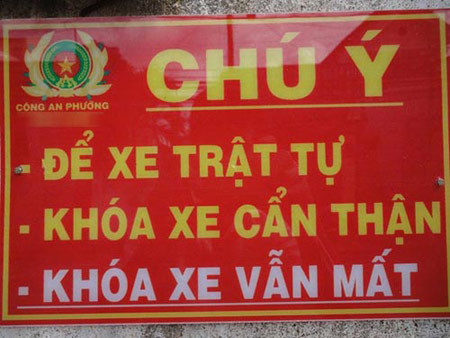 CHÚ Ý
CÔNG AN PHƯỜNG
- ĐỂ XE TRẬT TỰ
- KHÓA XE CẨN THẬN
- KHÓA XE VẪN MẤT